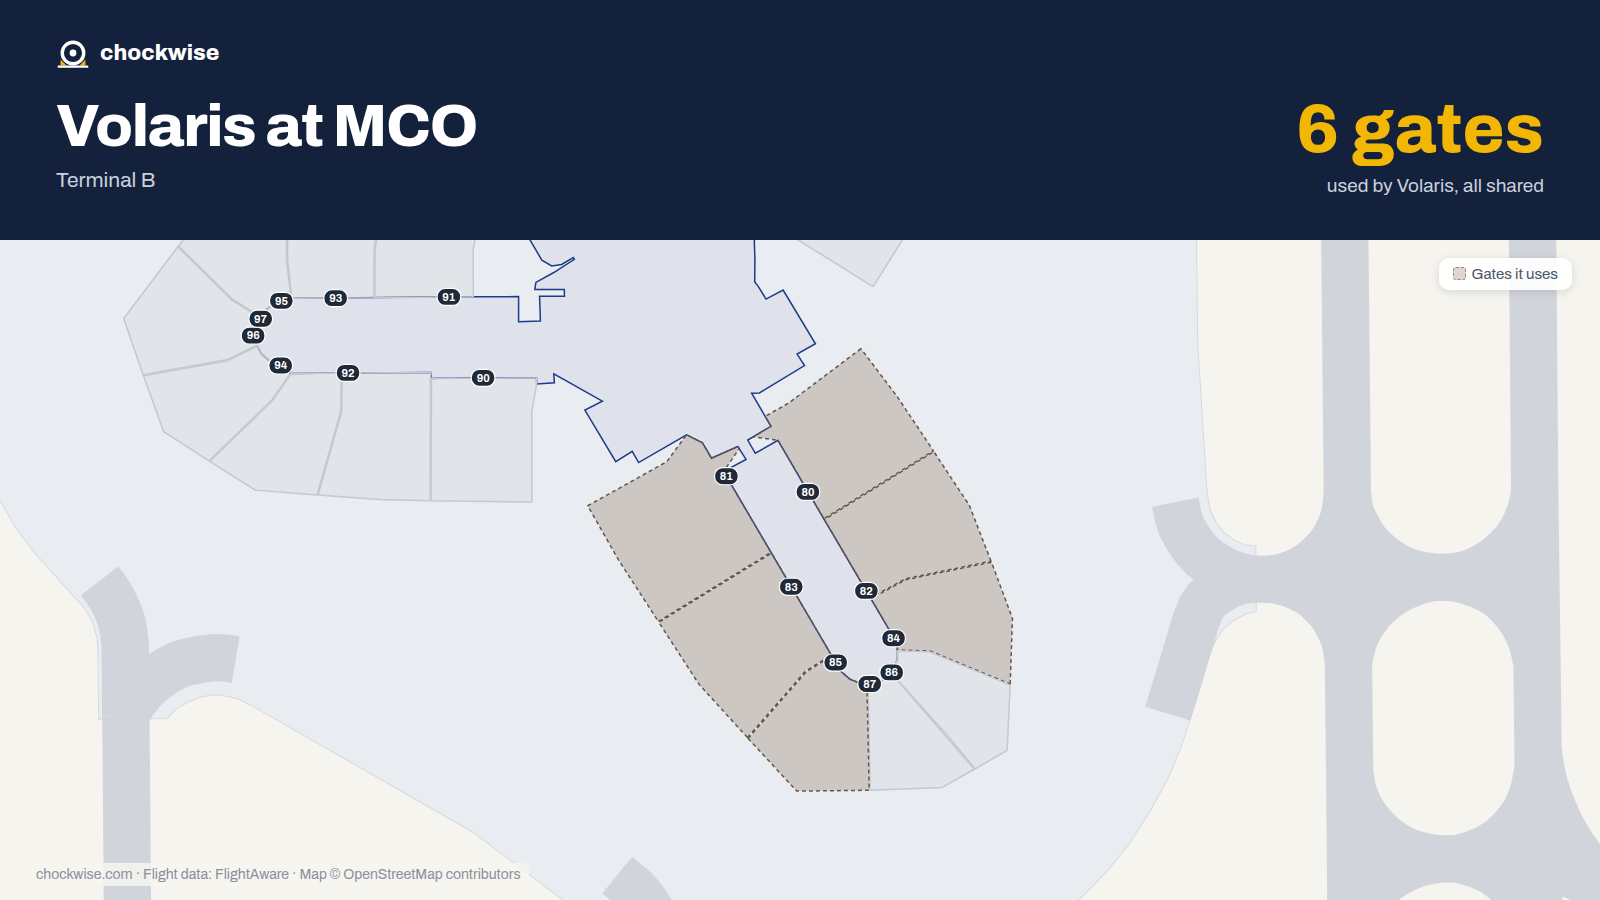 chockwise
Volaris at MCO
Terminal B
6 gates
used by Volaris, all shared
Gates it uses
95
93
91
97
96
94
92
90
81
80
83
82
84
85
86
87
chockwise.com · Flight data: FlightAware · Map © OpenStreetMap contributors